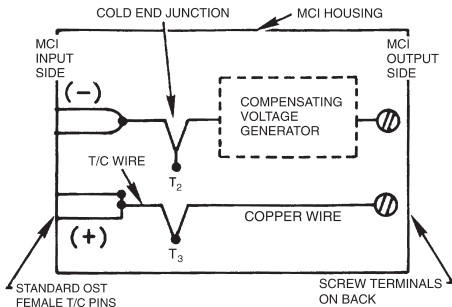 COLD END JUNCTION
MCI HOUSING
MCI
INPUT
SIDE
MCI
OUTPUT
SIDE
(-)
COMPENSATING
VOLTAGE
GENERATOR
T/C WIRE
T2
COPPER WIRE
(+)
T3
STANDARD OST
FEMALE T/C PINS
SCREW TERMINALS
ON BACK